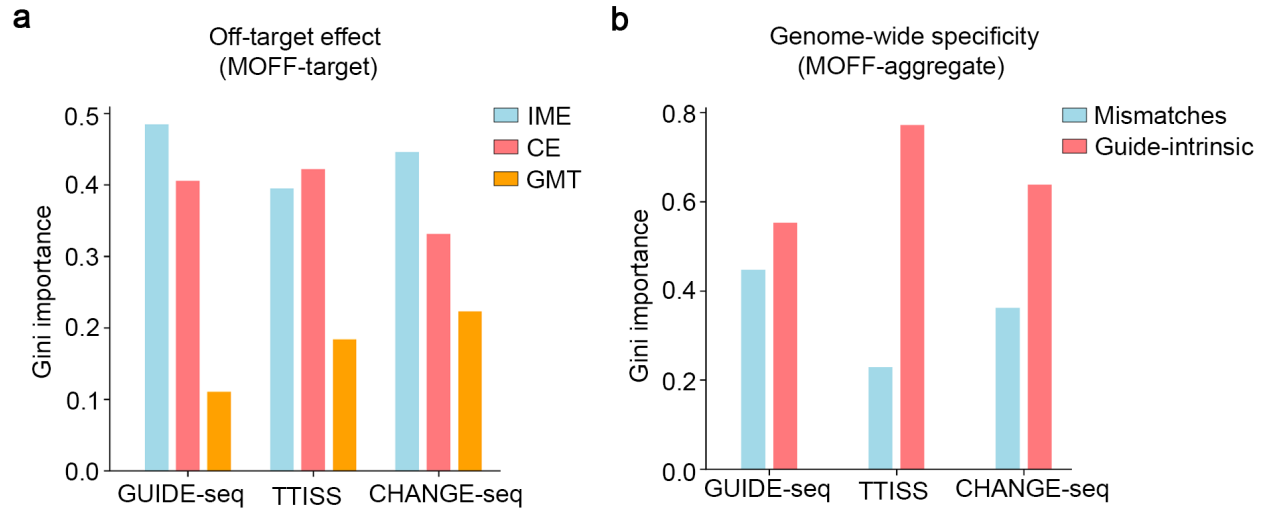 a
Off-target effect
(MOFF-target)
Gini importance
0.5
0.4
0.3
0.2
0.1
0.0
IME
CE
GMT
GUIDE-seq
TTISS
CHANGE-seq
b
Genome-wide specificity
(MOFF-aggregate)
Gini importance
0.8
0.6
0.4
0.2
0.0
Mismatches
Guide-intrinsic
GUIDE-seq
TTISS
CHANGE-seq